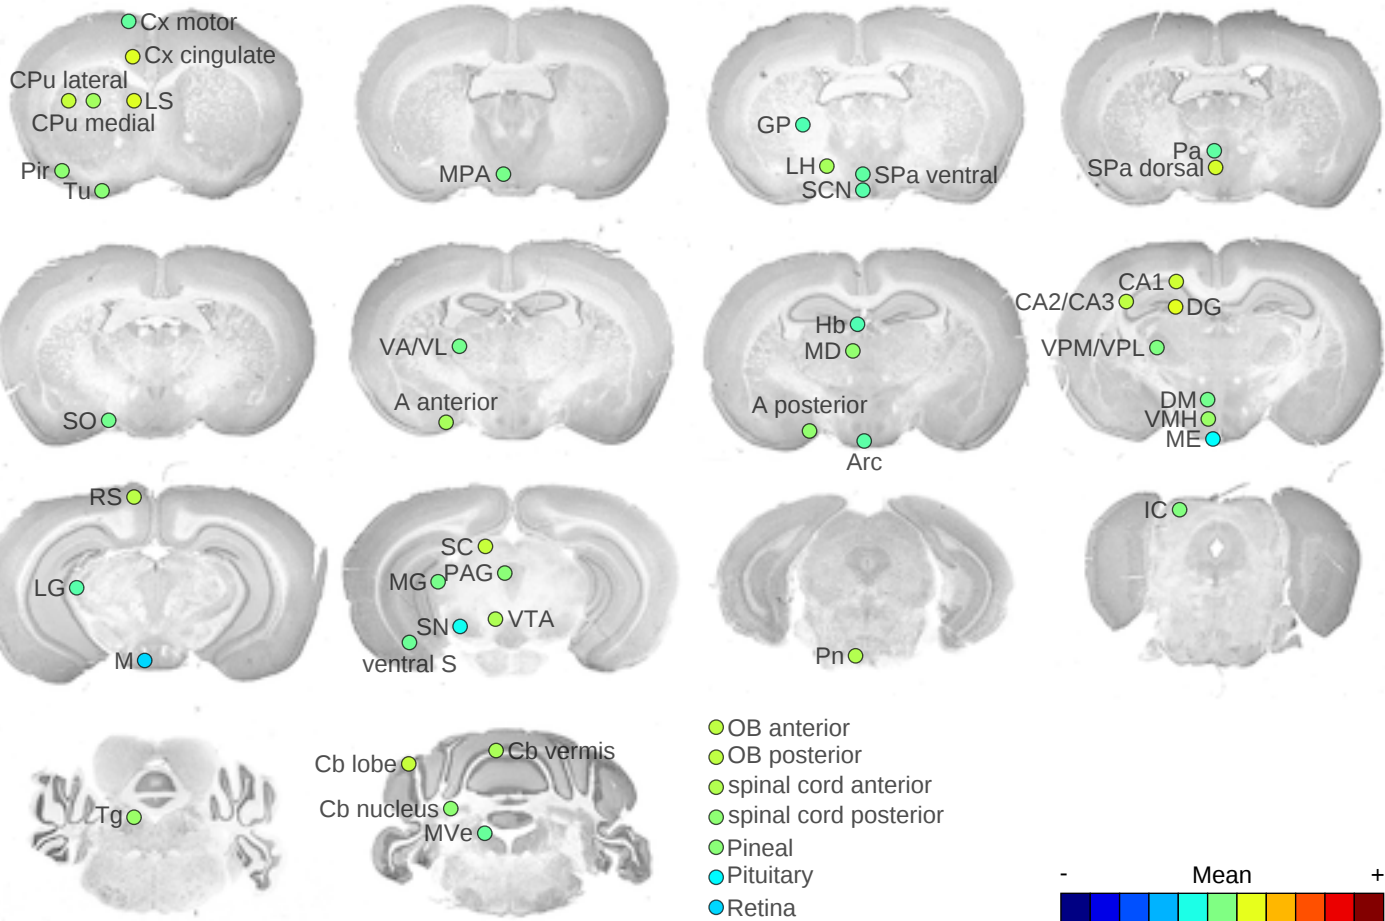 Cx motor
Cx cingulate
CPu lateral
LS
CPu medial
Pir
Tu
MPA
GP
LH
SPa ventral
SCN
Pa
SPa dorsal
SO
VA/VL
A anterior
Hb
MD
A posterior
Arc
CA1
CA2/CA3
DG
VPM/VPL
DM
VMH
ME
RS
LG
M
SC
MG
PAG
SN
VTA
ventral S
Pn
IC
Tg
Cb lobe
Cb vermis
Cb nucleus
MVe
OB anterior
OB posterior
spinal cord anterior
spinal cord posterior
Pineal
Pituitary
Retina
- Mean +